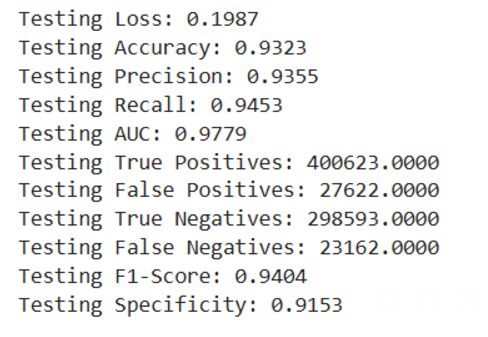 Testing Loss: 0.1987
Testing Accuracy: 0.9323
Testing Precision: 0.9355
Testing Recall: 0.9453
Testing AUC: 0.9779
Testing True Positives: 400623.0000
Testing False Positives: 27622.0000
Testing True Negatives: 298593.0000
Testing False Negatives: 23162.0000
Testing F1-Score: 0.9404
Testing Specificity: 0.9153